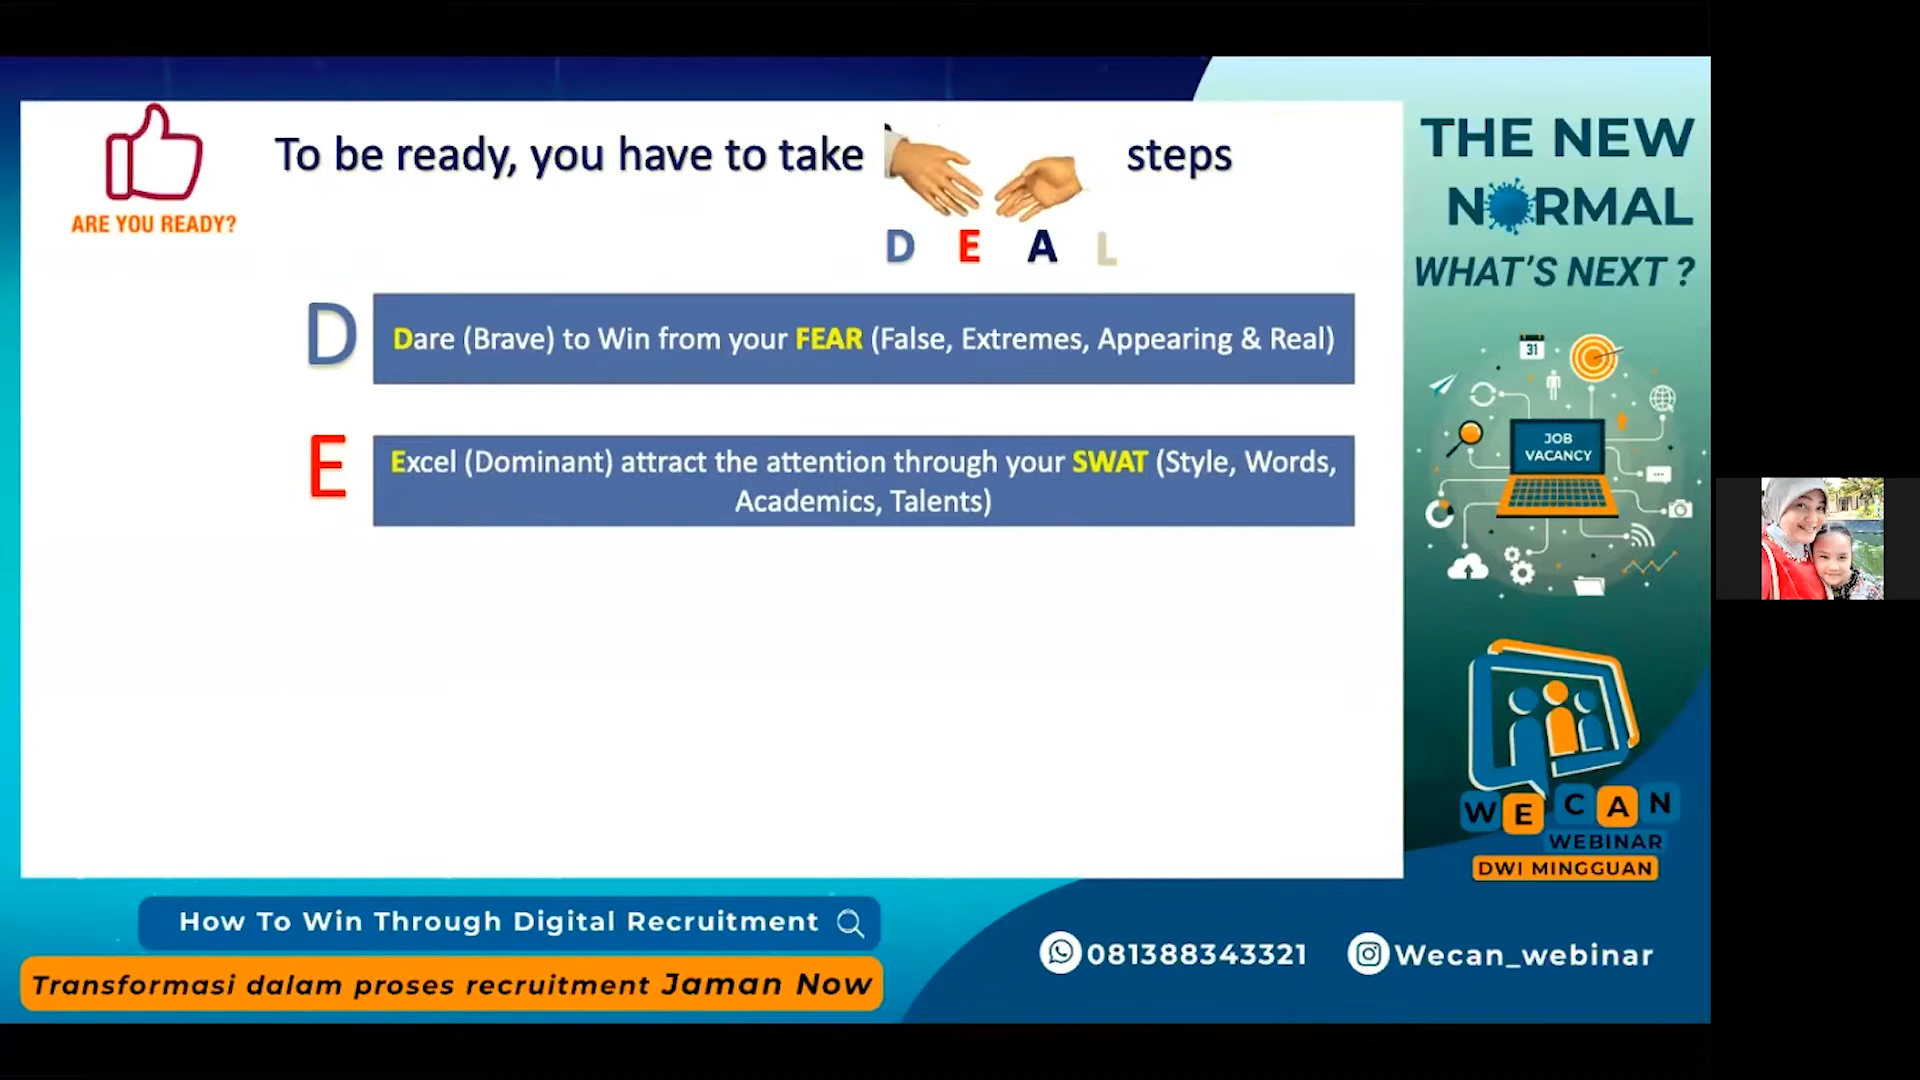 To be ready, you have to take steps
ARE YOU READY?
D E A L
D
Dare (Brave) to Win from your FEAR (False, Extremes, Appearing & Real)
E
Excel (Dominant) attract the attention through your SWAT (Style, Words,
Academics, Talents)
THE NEW
NORMAL
WHAT'S NEXT ?
31
JOB
VACANCY
WE CAN
WEBINAR
DWI MINGGUAN
How To Win Through Digital Recruitment
Transformasi dalam proses recruitment Jaman Now
081388343321
Wecan_webinar